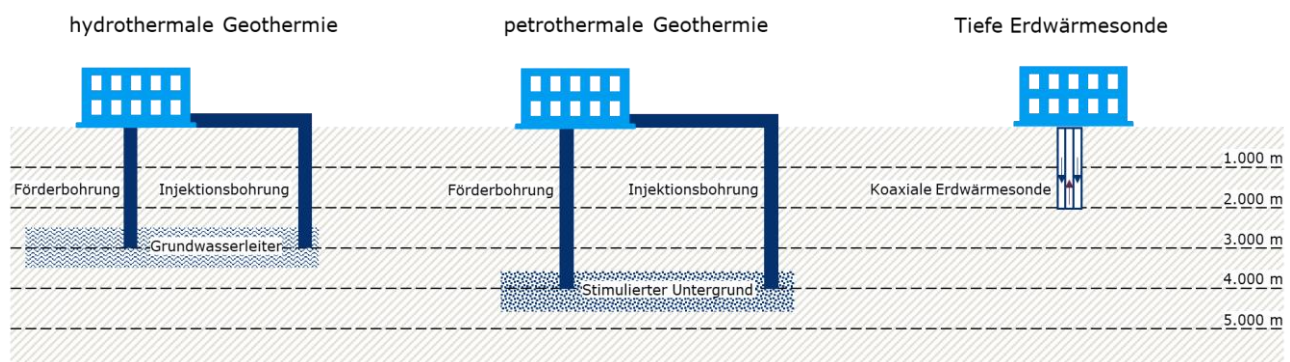 hydrothermale Geothermie
petrothermale Geothermie
Tiefe Erdwärmesonde
1.000 m
Förderbohrung
Injektionsbohrung
Förderbohrung
Injektionsbohrung
Koaxiale Erdwärmesonde
2.000 m
Grundwasserleiter
3.000 m
Stimulierter Untergrund
4.000 m
5.000 m